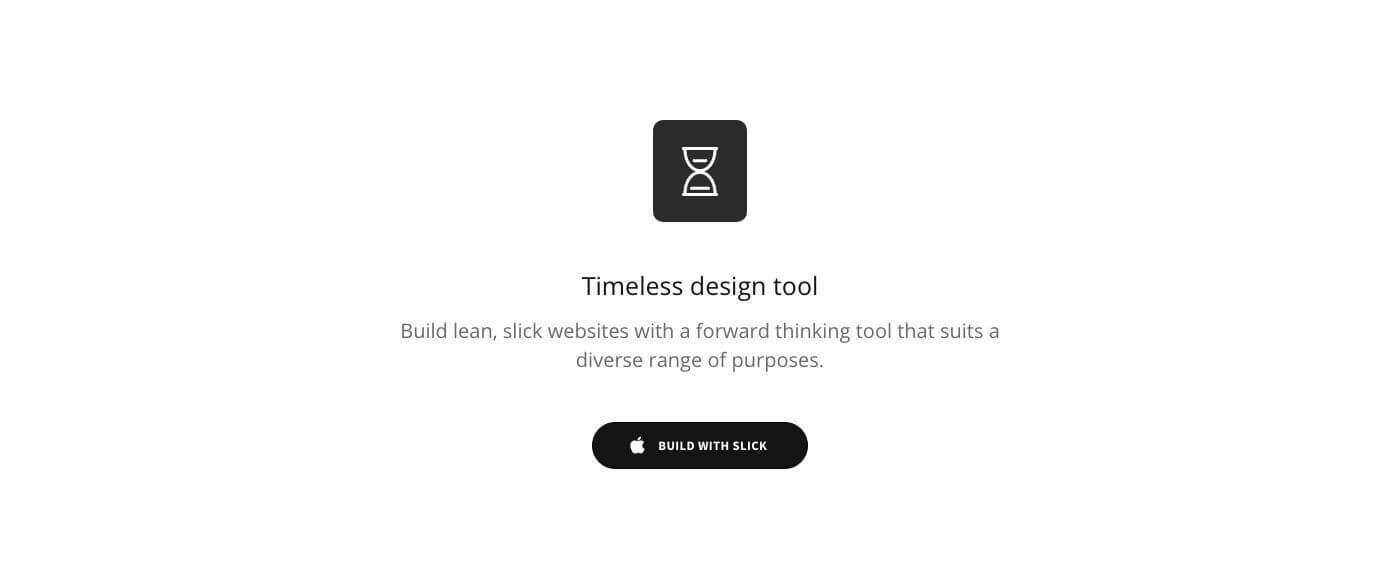 Timeless design tool
Build lean, slick websites with a forward thinking tool that suits a
diverse range of purposes.
BUILD WITH SLICK